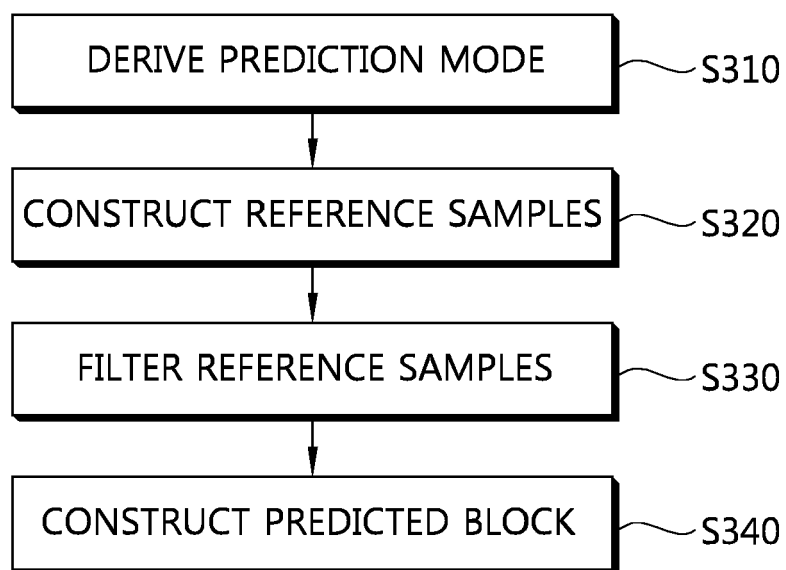 DERIVE PREDICTION MODE
S310
CONSTRUCT REFERENCE SAMPLES
S320
FILTER REFERENCE SAMPLES
S330
CONSTRUCT PREDICTED BLOCK
S340